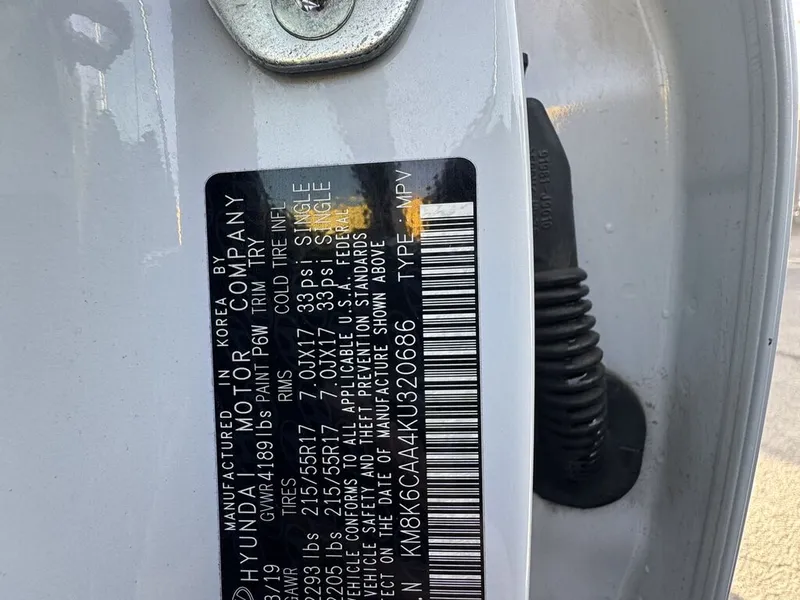 MANUFACTURED IN KOREA BY
HYUNDAI MOTOR COMPANY
3/19 GVWR 4189lbs PAINT P6W TRIM TRY
GAWR TIRES RIMS COLD TIRE INFL
2293 lbs 215/55R17 7.0JX17 33psi SINGLE
2205 lbs 215/55R17 7.0JX17 33psi SINGLE
VEHICLE CONFORMS TO ALL APPLICABLE U.S.A. FEDERAL
VEHICLE SAFETY AND THEFT PREVENTION STANDARDS
ECT ON THE DATE OF MANUFACTURE SHOWN ABOVE
.N KM8K6CAA4KU320686 TYPE : MPV